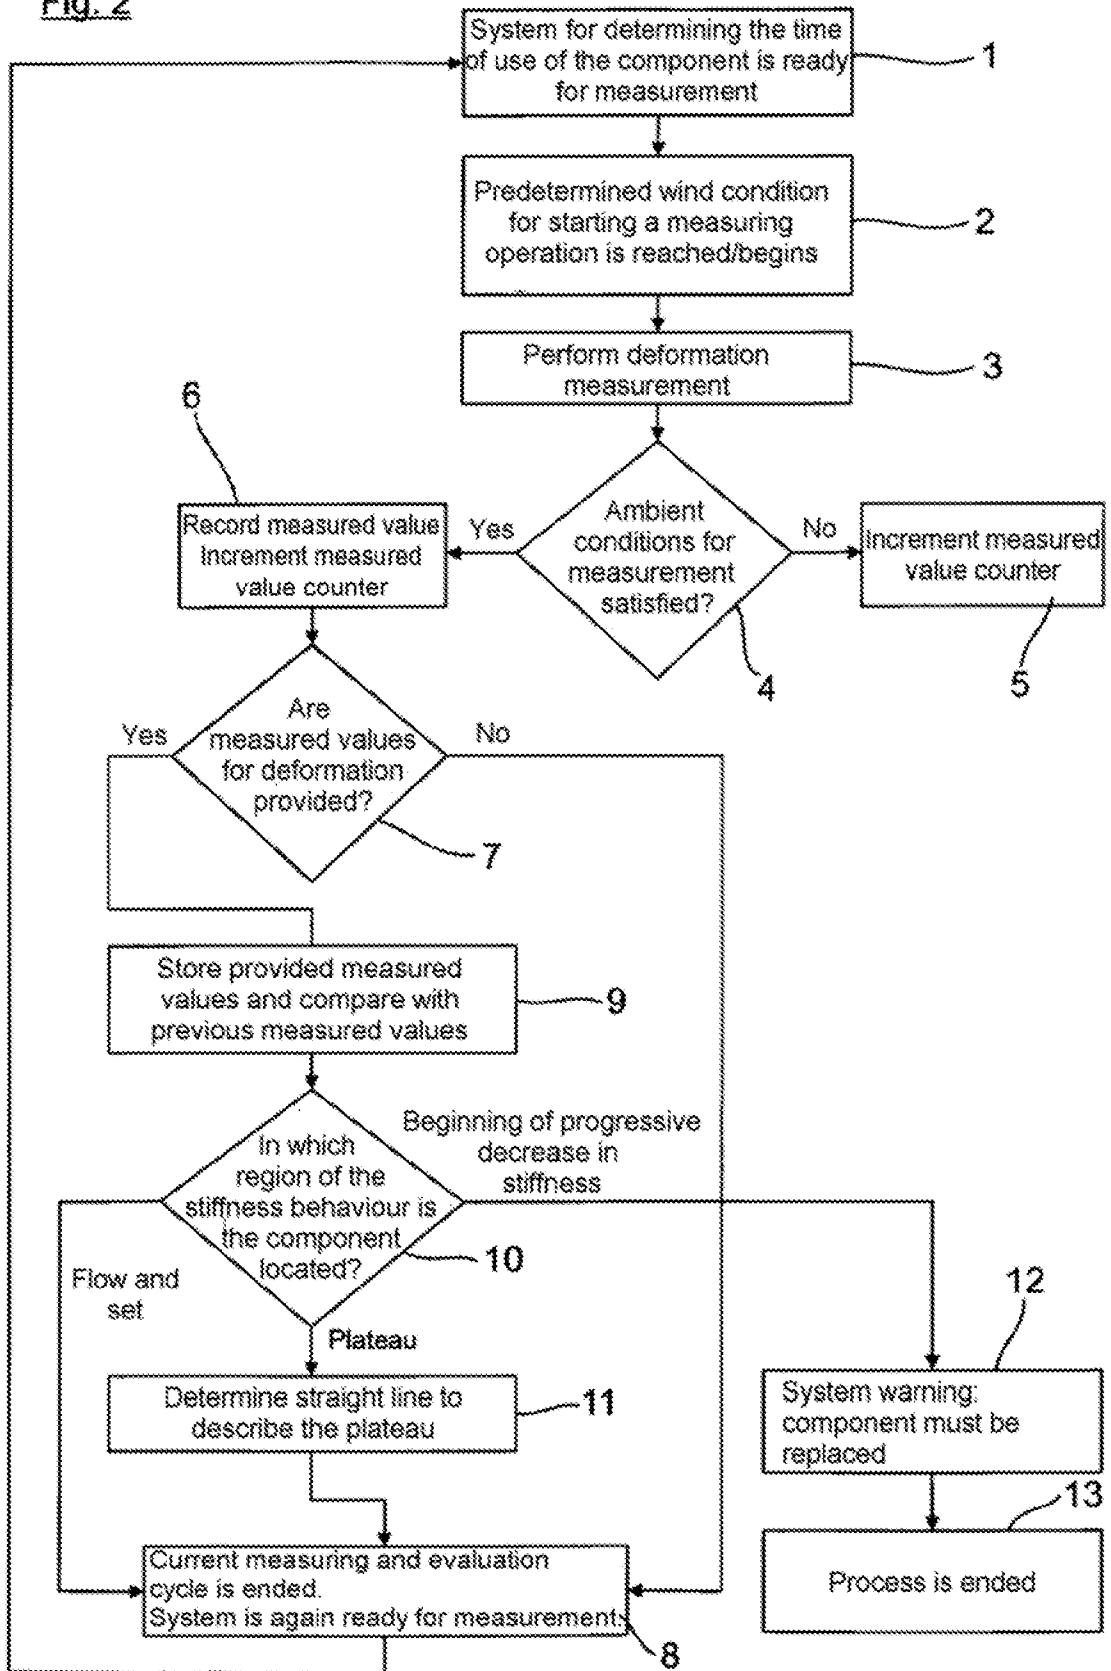 Fig. 2
System for determining the time
of use of the component is ready
for measurement
1
Predetermined wind condition
for starting a measuring
operation is reached/begins
2
Perform deformation
measurement
3
6
Record measured value
Increment measured
value counter
Yes
Ambient
conditions for
measurement
satisfied?
No
Increment measured
value counter
4
5
Yes
Are
measured values
for deformation
provided?
No
7
Store provided measured
values and compare with
previous measured values
9
Beginning of progressive
decrease in
stiffness
In which
region of the
stiffness behaviour is
the component
located?
10
Flow and
set
Plateau
12
Determine straight line to
describe the plateau
11
System warning:
component must be
replaced
13
Current measuring and evaluation
cycle is ended.
System is again ready for measurement.
8
Process is ended